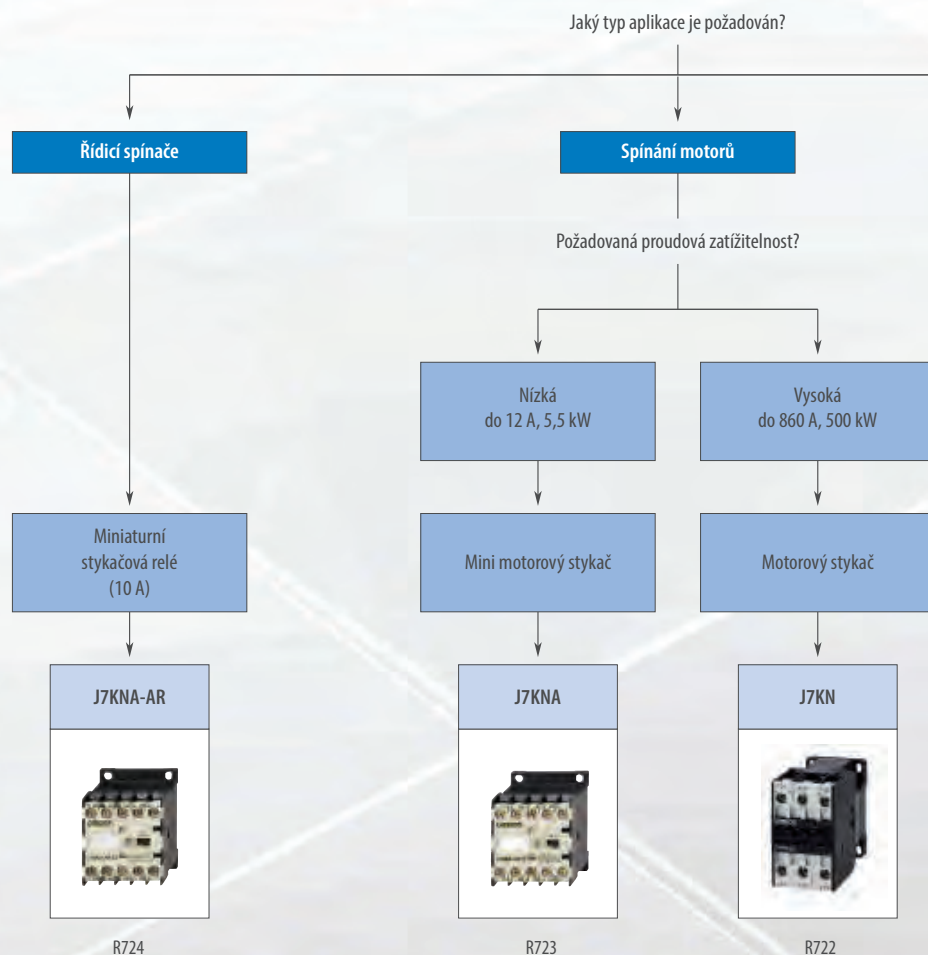 Jaký typ aplikace je požadován?
Řídicí spínače
Spínání motorů
Požadovaná proudová zatížitelnost?
Nízká
do 12 A, 5,5 kW
Vysoká
do 860 A, 500 kW
Miniaturní
stykačová relé
(10 A)
Mini motorový stykač
Motorový stykač
J7KNA-AR
J7KNA
J7KN
R724
R723
R722